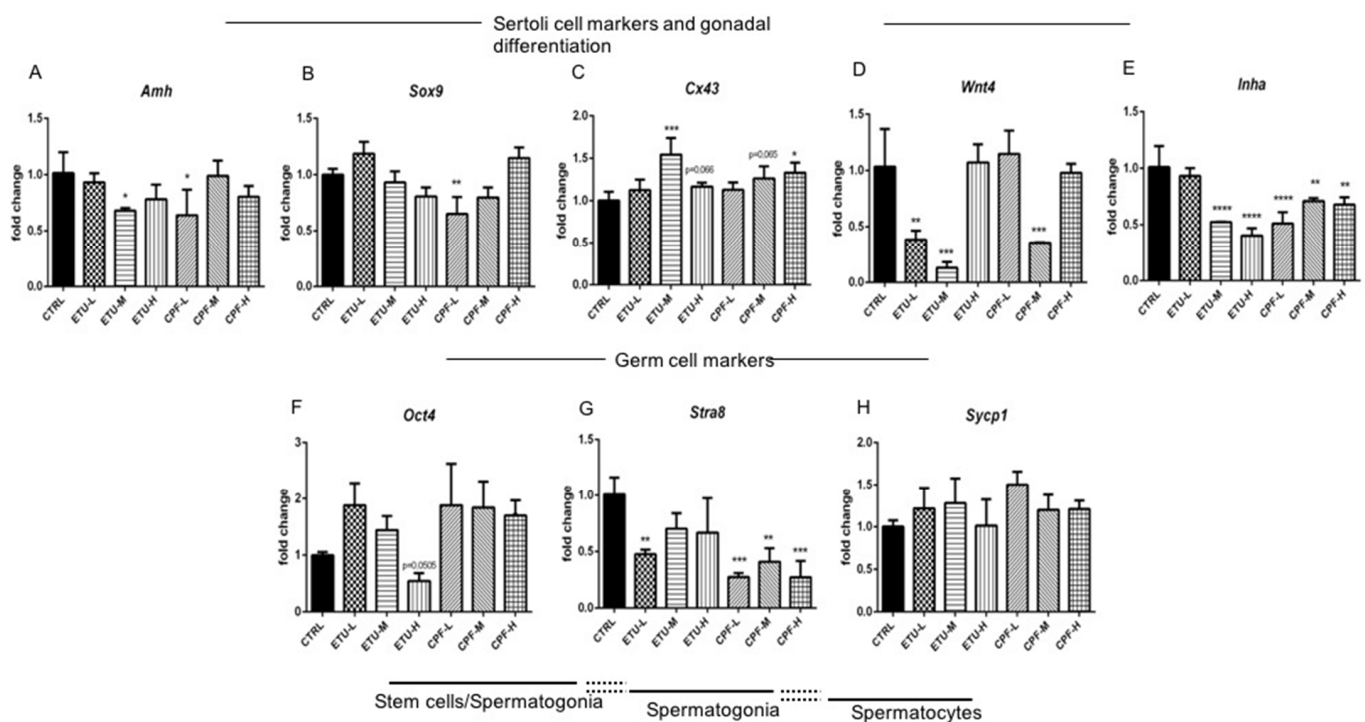 Sertoli cell markers and gonadal
differentiation
A
Amh
fold change
1.5
1.0
0.5
0.0
*
*
CTRL
ETU-L
ETU-M
ETU-H
CPF-L
CPF-M
CPF-H
B
Sox9
fold change
1.5
1.0
0.5
0.0
**
CTRL
ETU-L
ETU-M
ETU-H
CPF-L
CPF-M
CPF-H
C
Cx43
fold change
2.0
1.5
1.0
0.5
0.0
***
p=0.066
p=0.065
*
CTRL
ETU-L
ETU-M
ETU-H
CPF-L
CPF-M
CPF-H
D
Wnt4
fold change
1.5
1.0
0.5
0.0
**
***
***
CTRL
ETU-L
ETU-M
ETU-H
CPF-L
CPF-M
CPF-H
E
Inha
fold change
1.5
1.0
0.5
0.0
****
****
****
**
**
CTRL
ETU-L
ETU-M
ETU-H
CPF-L
CPF-M
CPF-H
Germ cell markers
F
Oct4
fold change
3
2
1
0
p=0.0505
CTRL
ETU-L
ETU-M
ETU-H
CPF-L
CPF-M
CPF-H
G
Stra8
fold change
1.5
1.0
0.5
0.0
**
***
**
***
CTRL
ETU-L
ETU-M
ETU-H
CPF-L
CPF-M
CPF-H
H
Sycp1
fold change
2.0
1.5
1.0
0.5
0.0
CTRL
ETU-L
ETU-M
ETU-H
CPF-L
CPF-M
CPF-H
Stem cells/Spermatogonia
Spermatogonia
Spermatocytes